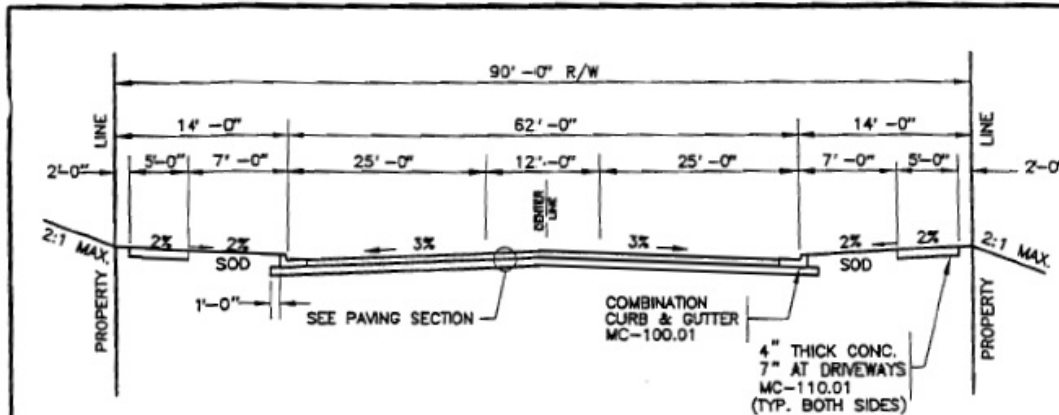 90'-0" R/W
14'-0" 62'-0" 14'-0"
2'-0" 5'-0" 7'-0" 25'-0" 12'-0" 25'-0" 7'-0" 5'-0" 2'-0
PROPERTY LINE
CENTER
LINE
PROPERTY LINE
2:1 MAX. 2% 2% 3% 3% 2% 2% 2:1 MAX.
SOD SOD
1'-0"
SEE PAVING SECTION
COMBINATION
CURB & GUTTER
MC-100.01
4" THICK CONC.
7" AT DRIVEWAYS
MC-110.01
(TYP. BOTH SIDES)